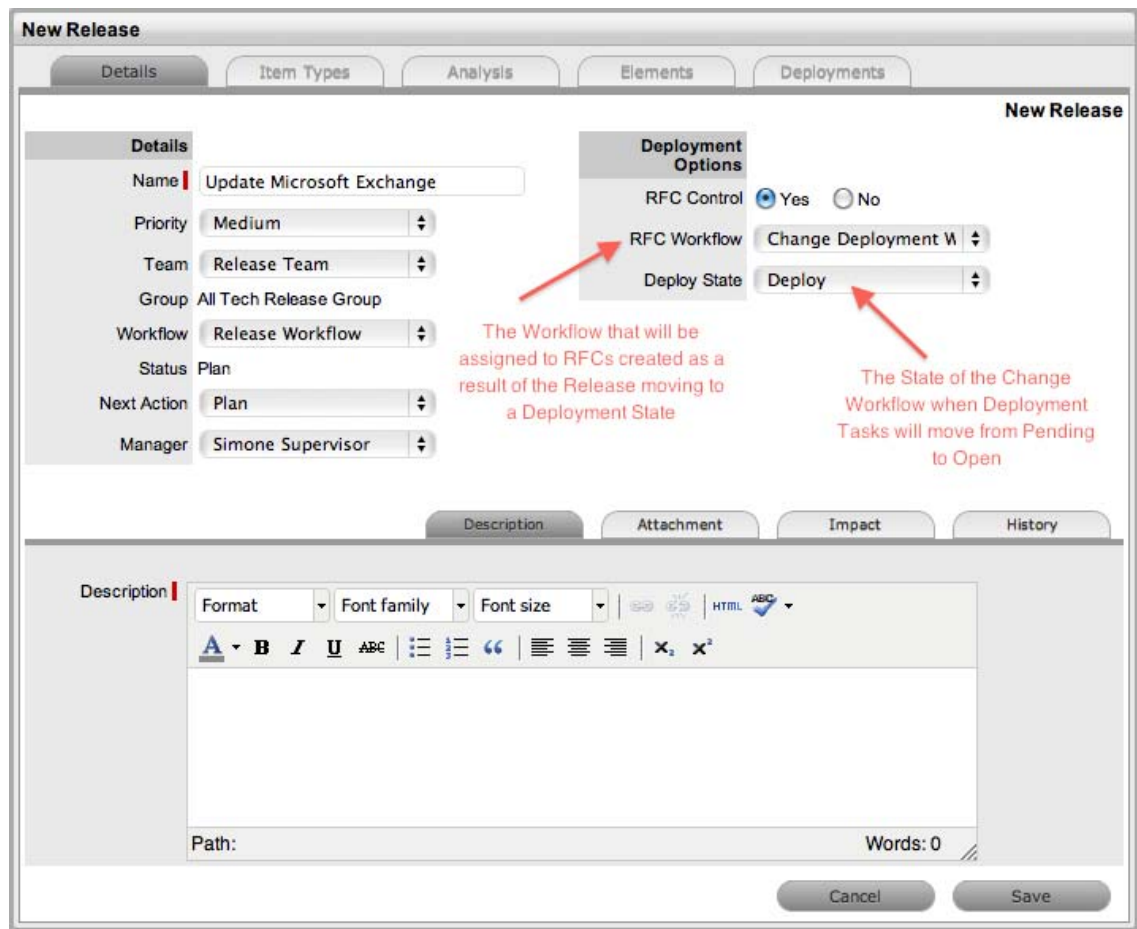 New Release
Details Item Types Analysis Elements Deployments
New Release
Details
Name Update Microsoft Exchange
Priority Medium
Team Release Team
Group All Tech Release Group
Workflow Release Workflow
Status Plan
Next Action Plan
Manager Simone Supervisor
Deployment
Options
RFC Control Yes No
RFC Workflow Change Deployment W
Deploy State Deploy
The Workflow that will be
assigned to RFCs created as a
result of the Release moving to
a Deployment State
The State of the Change
Workflow when Deployment
Tasks will move from Pending
to Open
Description Attachment Impact History
Description
Format Font family Font size HTML ABC
A B I U ABC “ x₂ x²
Path: Words: 0
Cancel Save